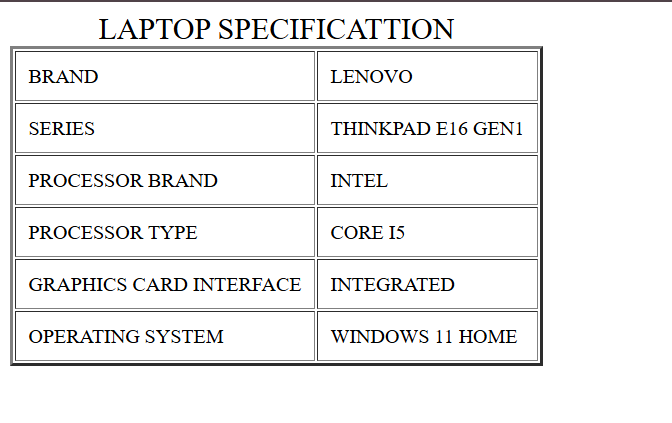 LAPTOP SPECIFICATTION
BRAND LENOVO
SERIES THINKPAD E16 GEN1
PROCESSOR BRAND INTEL
PROCESSOR TYPE CORE I5
GRAPHICS CARD INTERFACE INTEGRATED
OPERATING SYSTEM WINDOWS 11 HOME